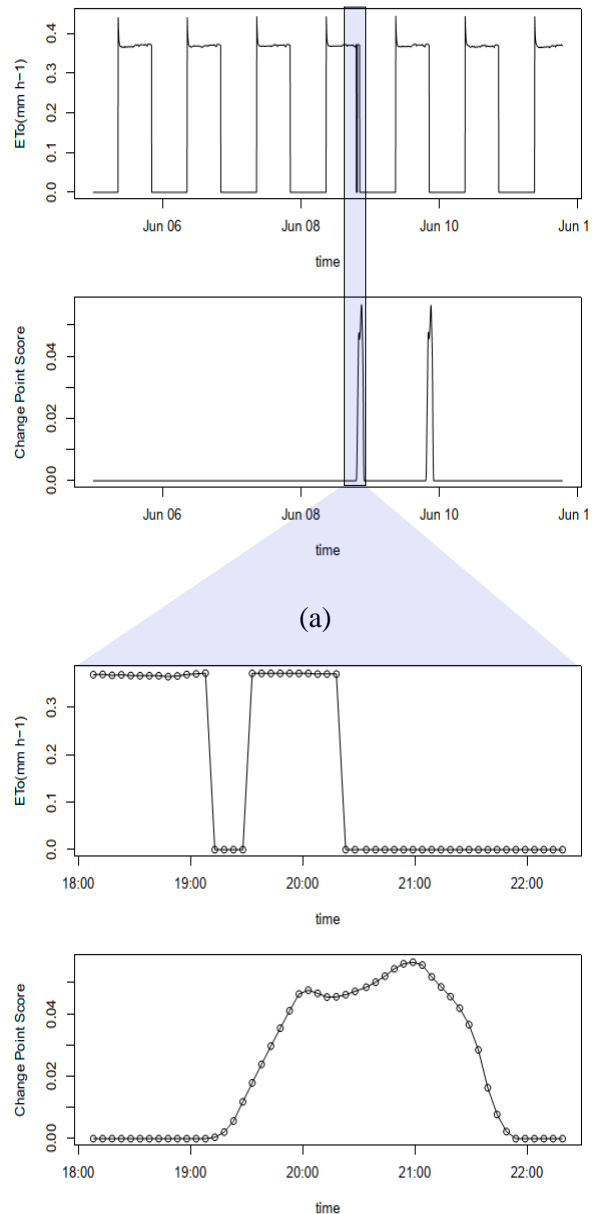 ETo(mm h−1)
0.0 0.1 0.2 0.3 0.4
Jun 06 Jun 08 Jun 10 Jun 1
time
Change Point Score
0.00 0.02 0.04
Jun 06 Jun 08 Jun 10 Jun 1
time
(a)
ETo(mm h−1)
0.0 0.1 0.3
18:00 19:00 20:00 21:00 22:00
time
Change Point Score
0.00 0.02 0.04
18:00 19:00 20:00 21:00 22:00
time